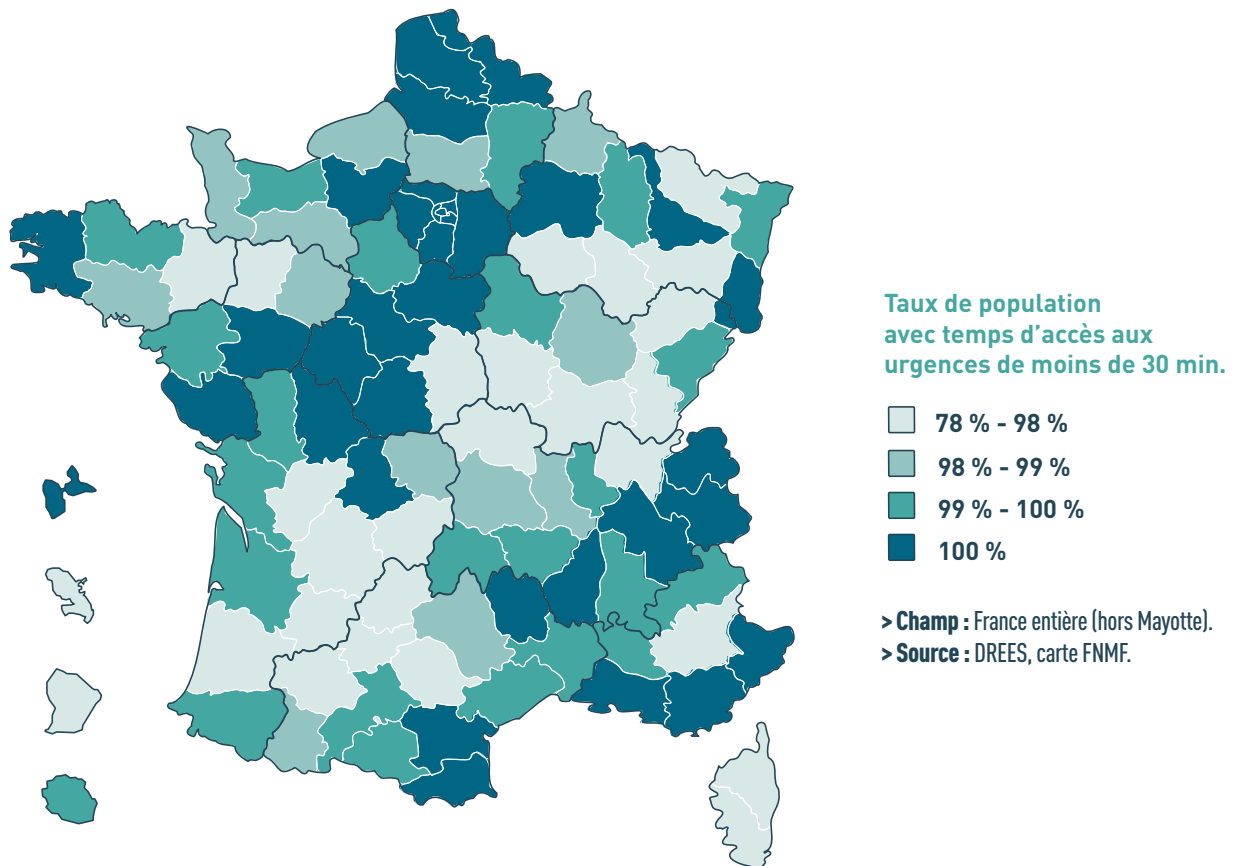 Taux de population
avec temps d’accès aux
urgences de moins de 30 min.
78 % - 98 %
98 % - 99 %
99 % - 100 %
100 %
> Champ : France entière (hors Mayotte).
> Source : DREES, carte FNMF.